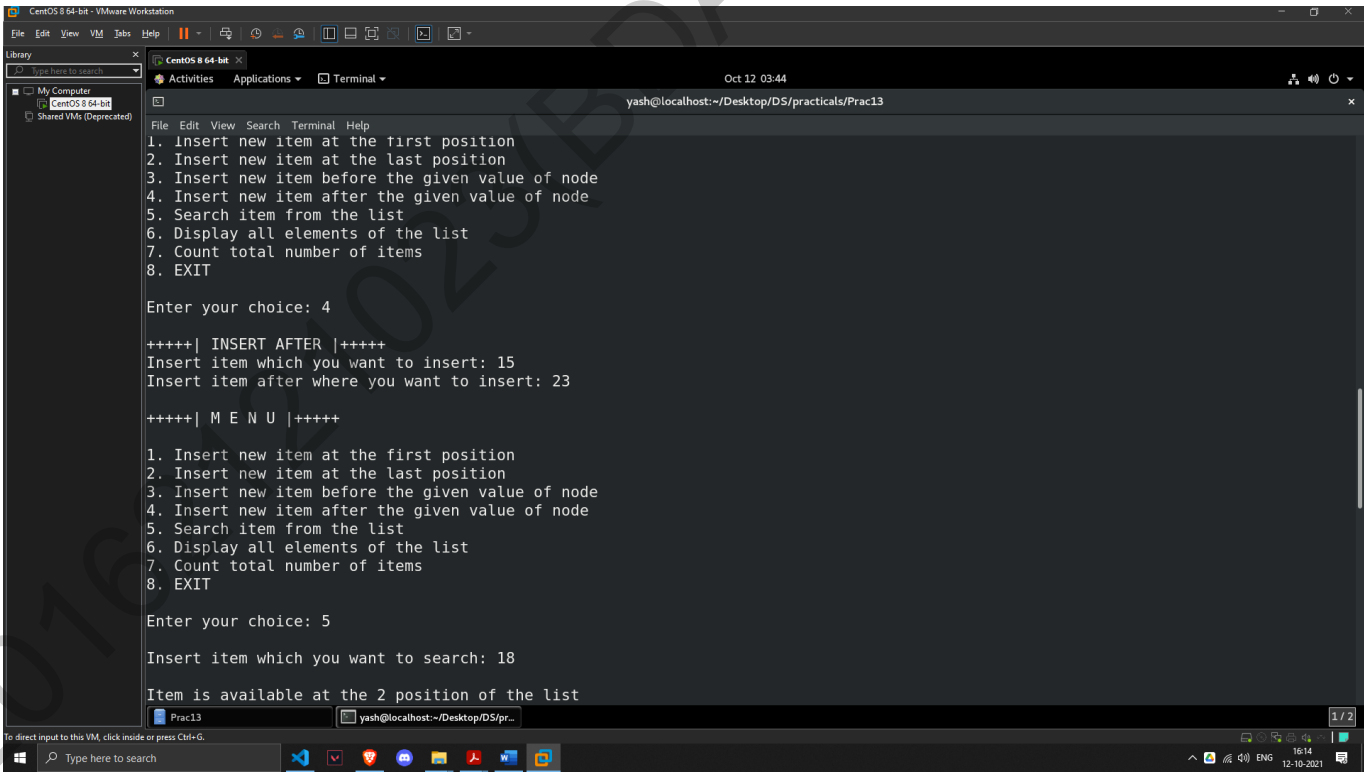 CentOS 8 64-bit - VMware Workstation
File Edit View VM Tabs Help
Library
Type here to search
My Computer
CentOS 8 64-bit
Shared VMs (Deprecated)
CentOS 8 64-bit
Activities Applications Terminal Oct 12 03:44
yash@localhost:~/Desktop/DS/practicals/Prac13
File Edit View Search Terminal Help
1. Insert new item at the first position
2. Insert new item at the last position
3. Insert new item before the given value of node
4. Insert new item after the given value of node
5. Search item from the list
6. Display all elements of the list
7. Count total number of items
8. EXIT
Enter your choice: 4
+++++| INSERT AFTER |+++++
Insert item which you want to insert: 15
Insert item after where you want to insert: 23
+++++| M E N U |+++++
1. Insert new item at the first position
2. Insert new item at the last position
3. Insert new item before the given value of node
4. Insert new item after the given value of node
5. Search item from the list
6. Display all elements of the list
7. Count total number of items
8. EXIT
Enter your choice: 5
Insert item which you want to search: 18
Item is available at the 2 position of the list
Prac13 yash@localhost:~/Desktop/DS/pr... 1 / 2
To direct input to this VM, click inside or press Ctrl+G.
Type here to search ENG 16:14
12-10-2021